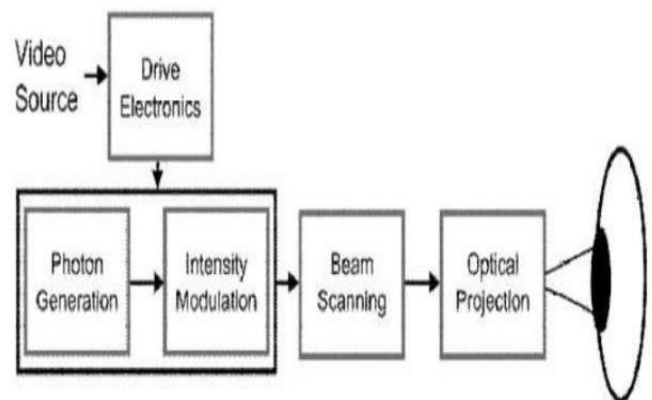 Video
Source
Drive
Electronics
Photon
Generation
Intensity
Modulation
Beam
Scanning
Optical
Projection